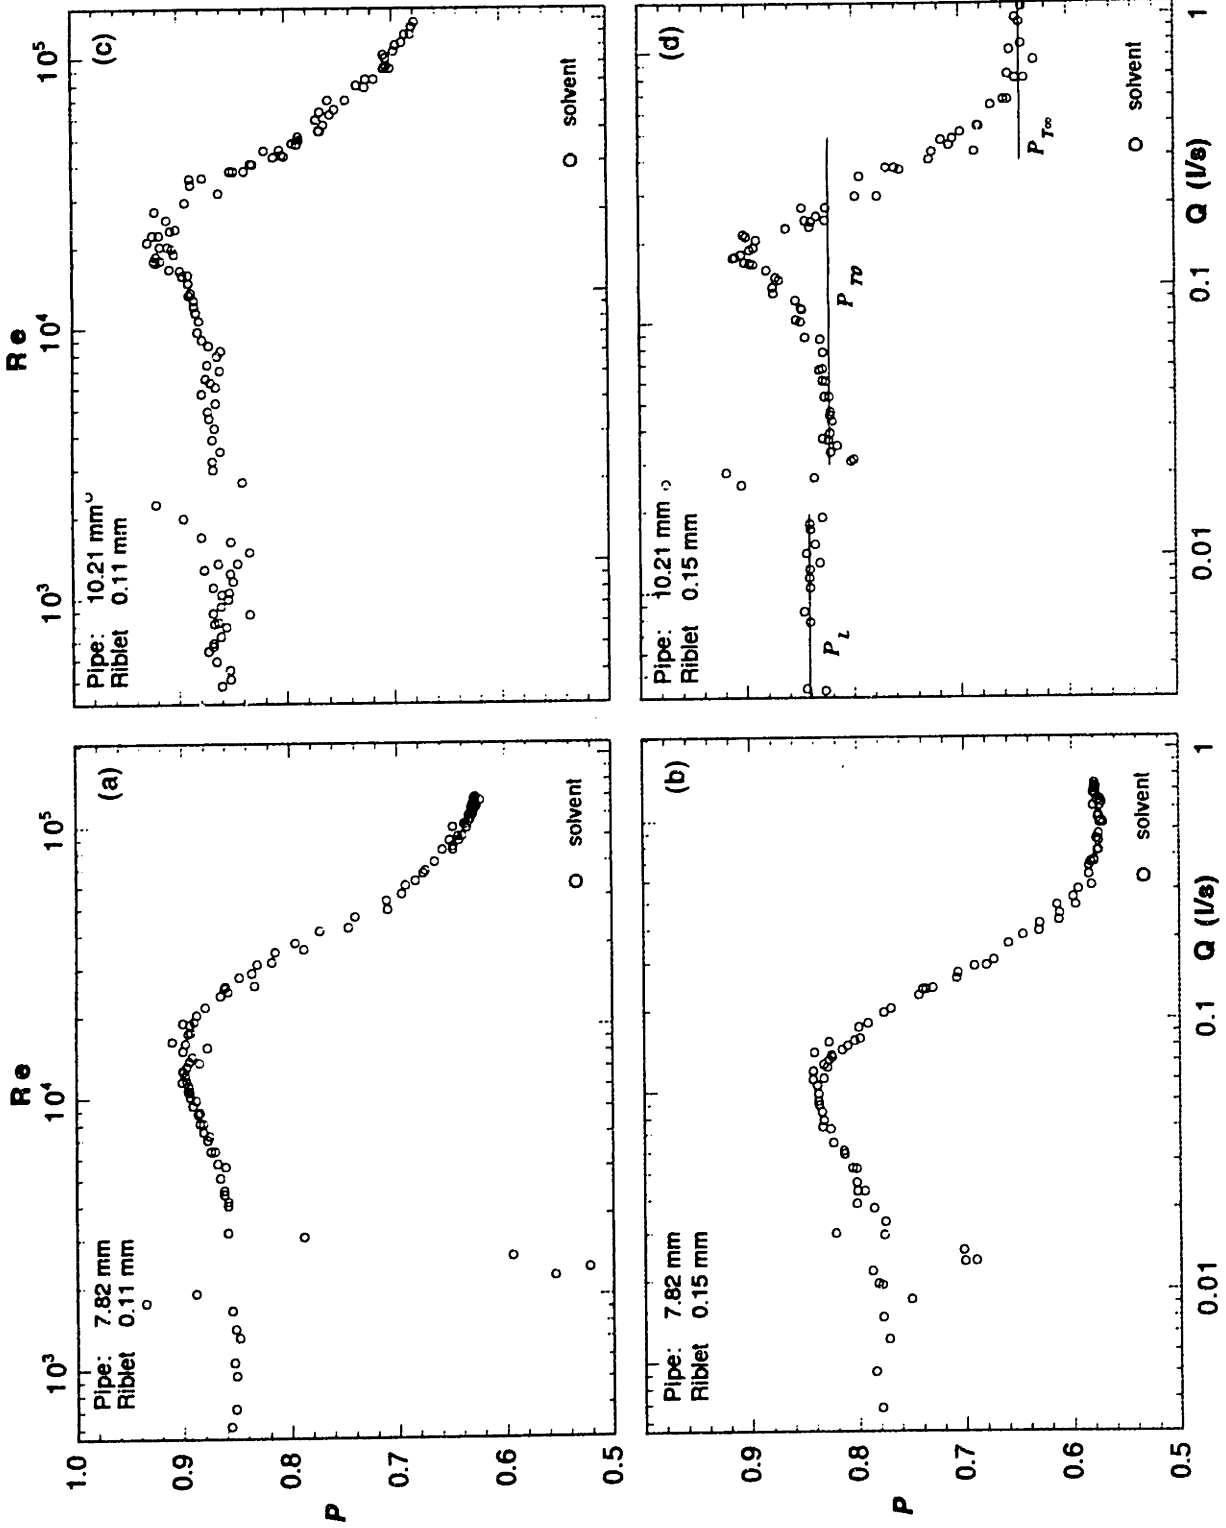 Re
Re
10³
10⁴
10⁵
10³
10⁴
10⁵
(a)
Pipe: 7.82 mm
Riblet 0.11 mm
solvent
(c)
Pipe: 10.21 mm
Riblet 0.11 mm
solvent
P
1.0
0.9
0.8
0.7
0.6
0.5
(b)
Pipe: 7.82 mm
Riblet 0.15 mm
solvent
(d)
Pipe: 10.21 mm
Riblet 0.15 mm
P_L
P_T0
P_T∞
solvent
P
0.9
0.8
0.7
0.6
0.5
0.01
0.1
1
0.01
0.1
1
Q (l/s)
Q (l/s)